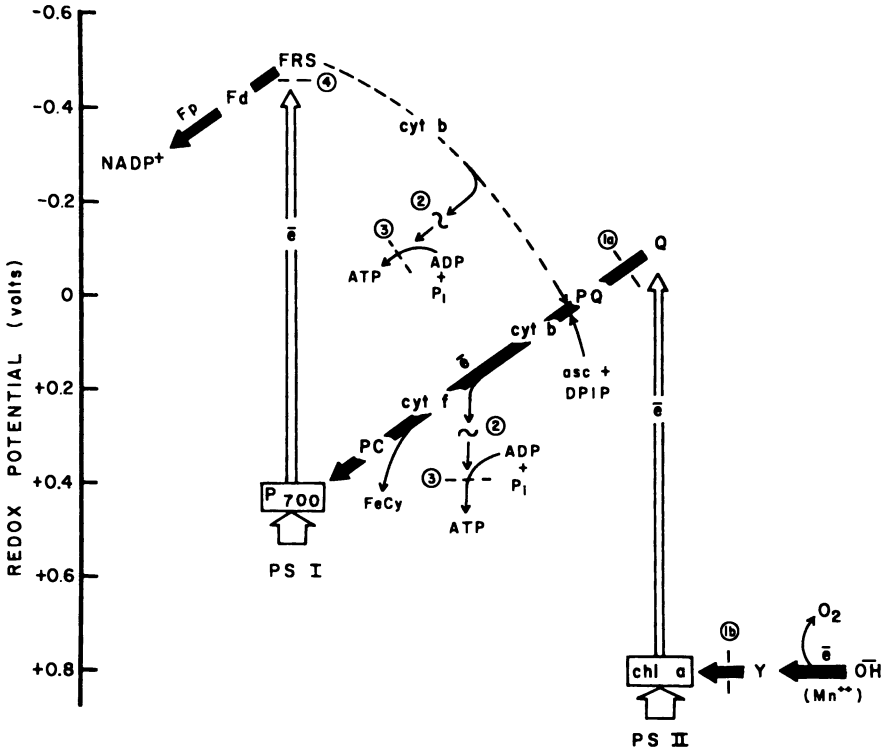 -0.6
-0.4
-0.2
0
+0.2
+0.4
+0.6
+0.8
REDOX POTENTIAL (volts)
FRS
④
Fd
Fp
NADP+
cyt b
②
~
③
ATP
ADP
+
Pi
ē
1a
Q
PQ
cyt b
asc +
DPIP
ē
cyt f
②
~
PC
FeCy
③
ADP
+
Pi
ATP
P 700
PS I
ē
O2
1b
chl a
Y
ē
OH
(Mn++)
PS II